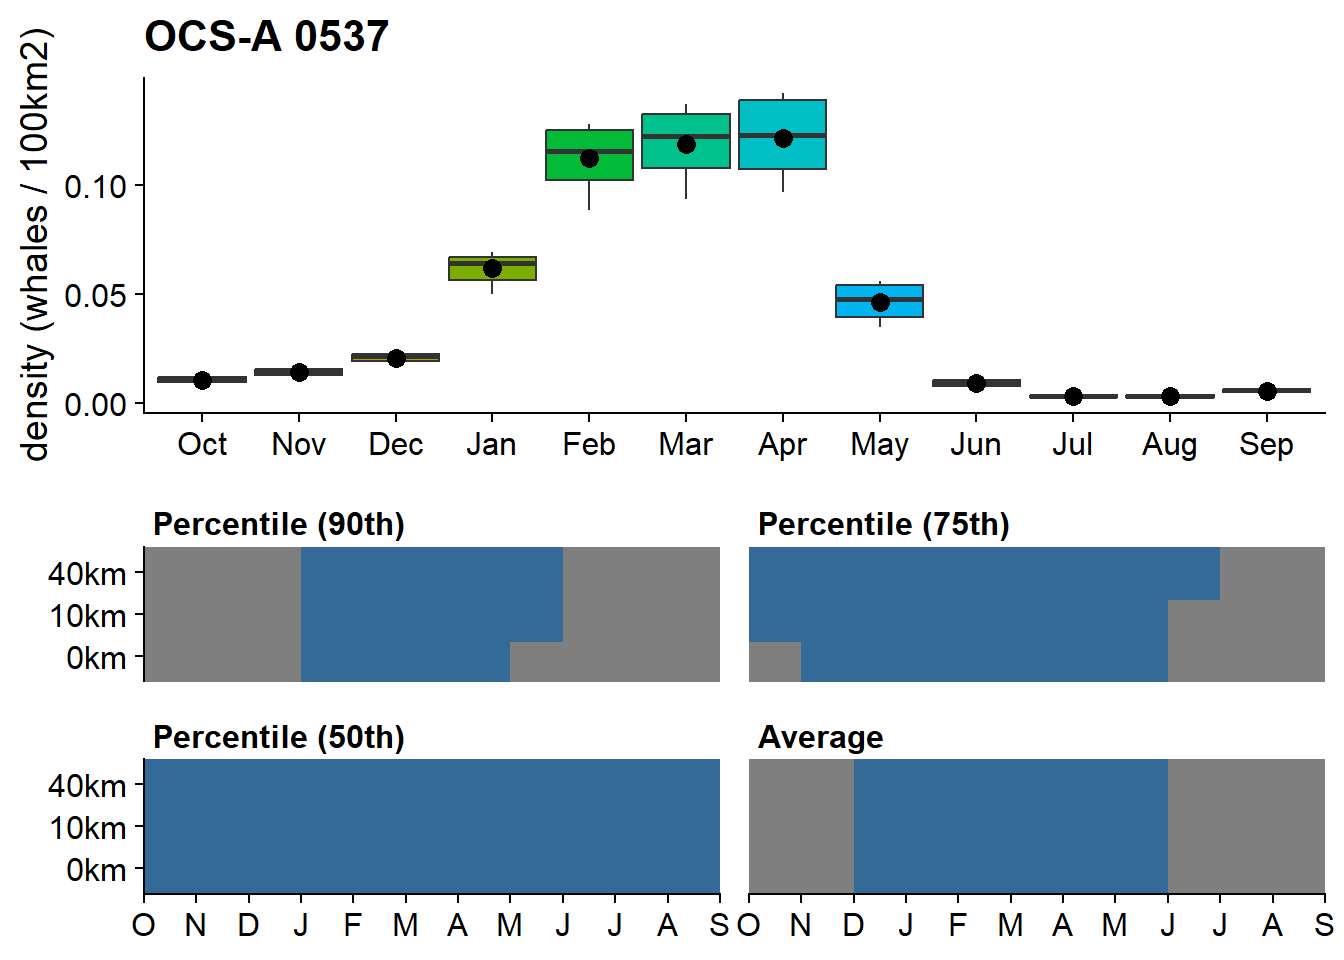 OCS-A 0537
density (whales / 100km2)
0.10
0.05
0.00
Oct Nov Dec Jan Feb Mar Apr May Jun Jul Aug Sep
Percentile (90th) Percentile (75th)
40km
10km
0km
Percentile (50th) Average
40km
10km
0km
O N D J F M A M J J A S O N D J F M A M J J A S